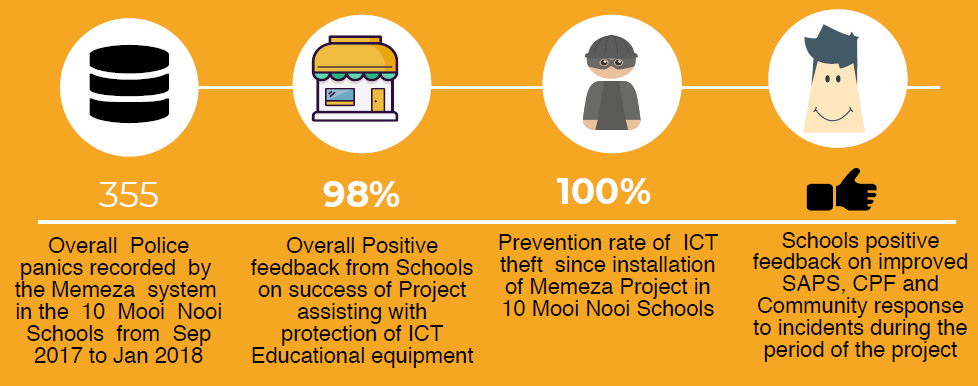 355
Overall Police
panics recorded by
the Memeza system
in the 10 Mooi Nooi
Schools from Sep
2017 to Jan 2018
98%
Overall Positive
feedback from Schools
on success of Project
assisting with
protection of ICT
Educational equipment
100%
Prevention rate of ICT
theft since installation
of Memeza Project in
10 Mooi Nooi Schools
Schools positive
feedback on improved
SAPS, CPF and
Community response
to incidents during the
period of the project